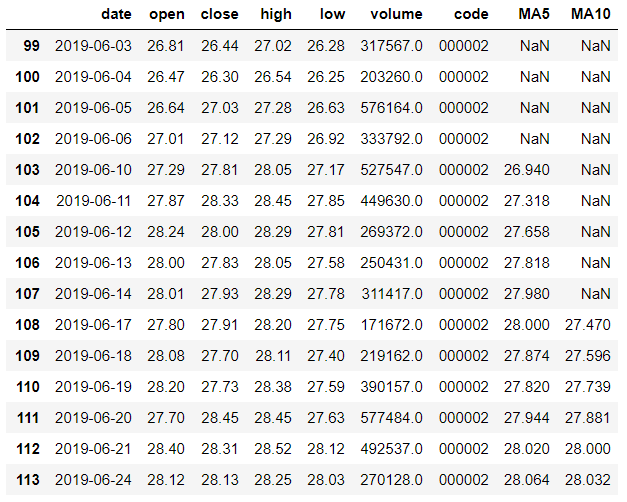 date open close high low volume code MA5 MA10
99 2019-06-03 26.81 26.44 27.02 26.28 317567.0 000002 NaN NaN
100 2019-06-04 26.47 26.30 26.54 26.25 203260.0 000002 NaN NaN
101 2019-06-05 26.64 27.03 27.28 26.63 576164.0 000002 NaN NaN
102 2019-06-06 27.01 27.12 27.29 26.92 333792.0 000002 NaN NaN
103 2019-06-10 27.29 27.81 28.05 27.17 527547.0 000002 26.940 NaN
104 2019-06-11 27.87 28.33 28.45 27.85 449630.0 000002 27.318 NaN
105 2019-06-12 28.24 28.00 28.29 27.81 269372.0 000002 27.658 NaN
106 2019-06-13 28.00 27.83 28.05 27.58 250431.0 000002 27.818 NaN
107 2019-06-14 28.01 27.93 28.29 27.78 311417.0 000002 27.980 NaN
108 2019-06-17 27.80 27.91 28.20 27.75 171672.0 000002 28.000 27.470
109 2019-06-18 28.08 27.70 28.11 27.40 219162.0 000002 27.874 27.596
110 2019-06-19 28.20 27.73 28.38 27.59 390157.0 000002 27.820 27.739
111 2019-06-20 27.70 28.45 28.45 27.63 577484.0 000002 27.944 27.881
112 2019-06-21 28.40 28.31 28.52 28.12 492537.0 000002 28.020 28.000
113 2019-06-24 28.12 28.13 28.25 28.03 270128.0 000002 28.064 28.032